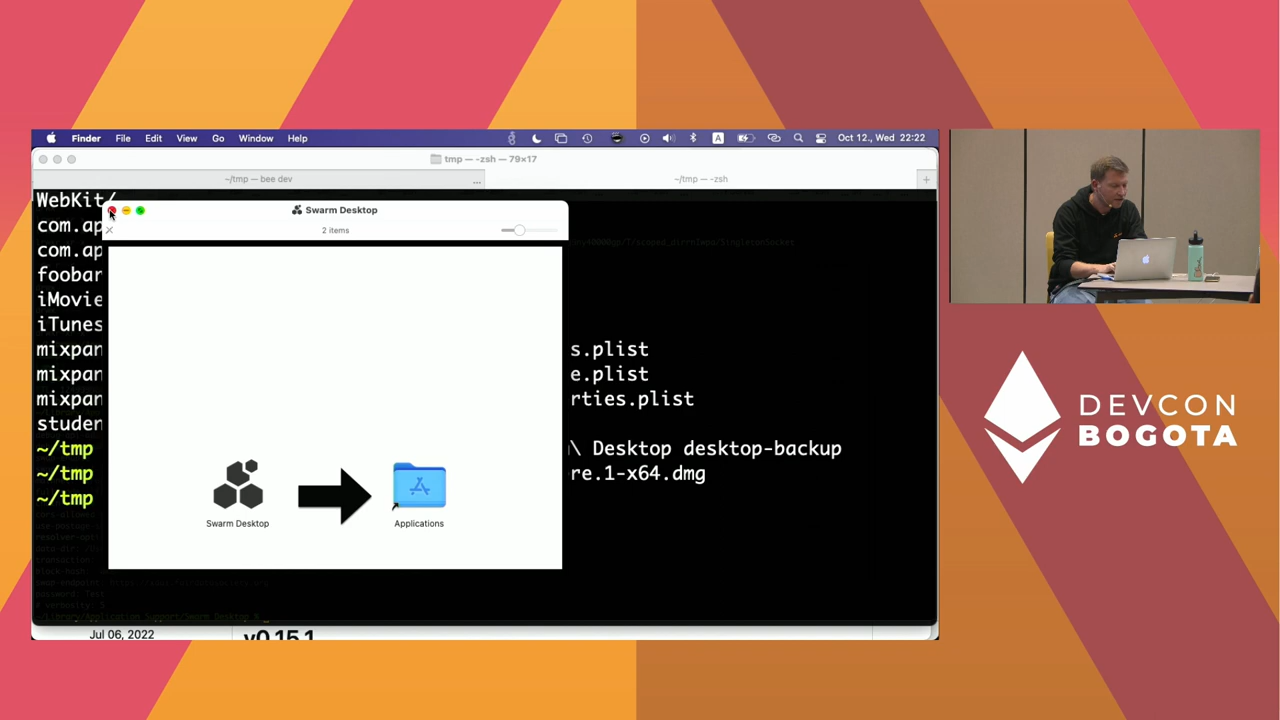 Finder File Edit View Go Window Help
A
Oct 12., Wed 22:22
tmp — -zsh — 79×17
~/tmp — bee dev
...
~/tmp — -zsh
+
WebKit/
Swarm Desktop
2 items
com.ap
com.ap
foobar
iMovie
iTunes
mixpan s.plist
mixpan e.plist
mixpan rties.plist
studen
~/tmp \ Desktop desktop-backup
~/tmp re.1-x64.dmg
~/tmp
Swarm Desktop
Applications
Jul 06, 2022
v0.15.1
DEVCON
BOGOTA